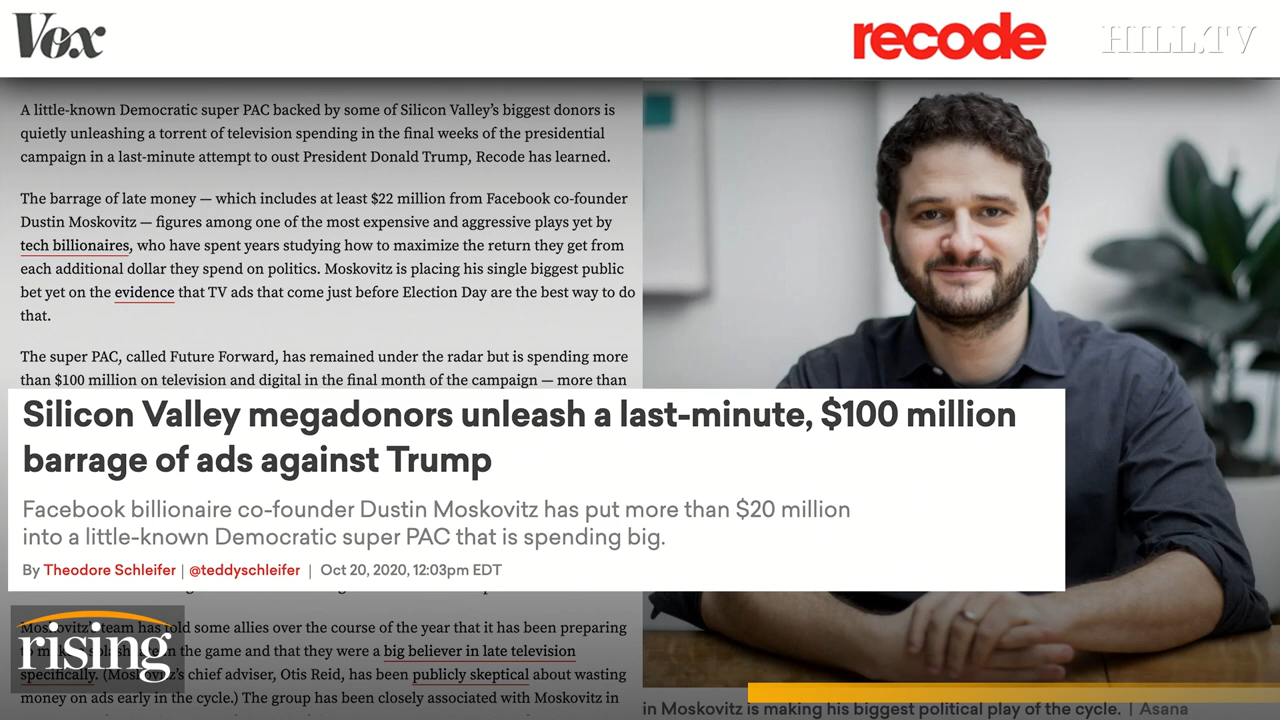 Vox
recode
HILL.TV
A little-known Democratic super PAC backed by some of Silicon Valley’s biggest donors is
quietly unleashing a torrent of television spending in the final weeks of the presidential
campaign in a last-minute attempt to oust President Donald Trump, Recode has learned.
The barrage of late money — which includes at least $22 million from Facebook co-founder
Dustin Moskovitz — figures among one of the most expensive and aggressive plays yet by
tech billionaires, who have spent years studying how to maximize the return they get from
each additional dollar they spend on politics. Moskovitz is placing his single biggest public
bet yet on the evidence that TV ads that come just before Election Day are the best way to do
that.
The super PAC, called Future Forward, has remained under the radar but is spending more
than $100 million on television and digital in the final month of the campaign — more than
Silicon Valley megadonors unleash a last-minute, $100 million
barrage of ads against Trump
Facebook billionaire co-founder Dustin Moskovitz has put more than $20 million
into a little-known Democratic super PAC that is spending big.
By Theodore Schleifer | @teddyschleifer | Oct 20, 2020, 12:03pm EDT
Moskovitz’s team has told some allies over the course of the year that it has been preparing
in the game and that they were a big believer in late television
specifically. (Moskovitz’s chief adviser, Otis Reid, has been publicly skeptical about wasting
money on ads early in the cycle.) The group has been closely associated with Moskovitz in
rising
in Moskovitz is making his biggest political play of the cycle. | Asana